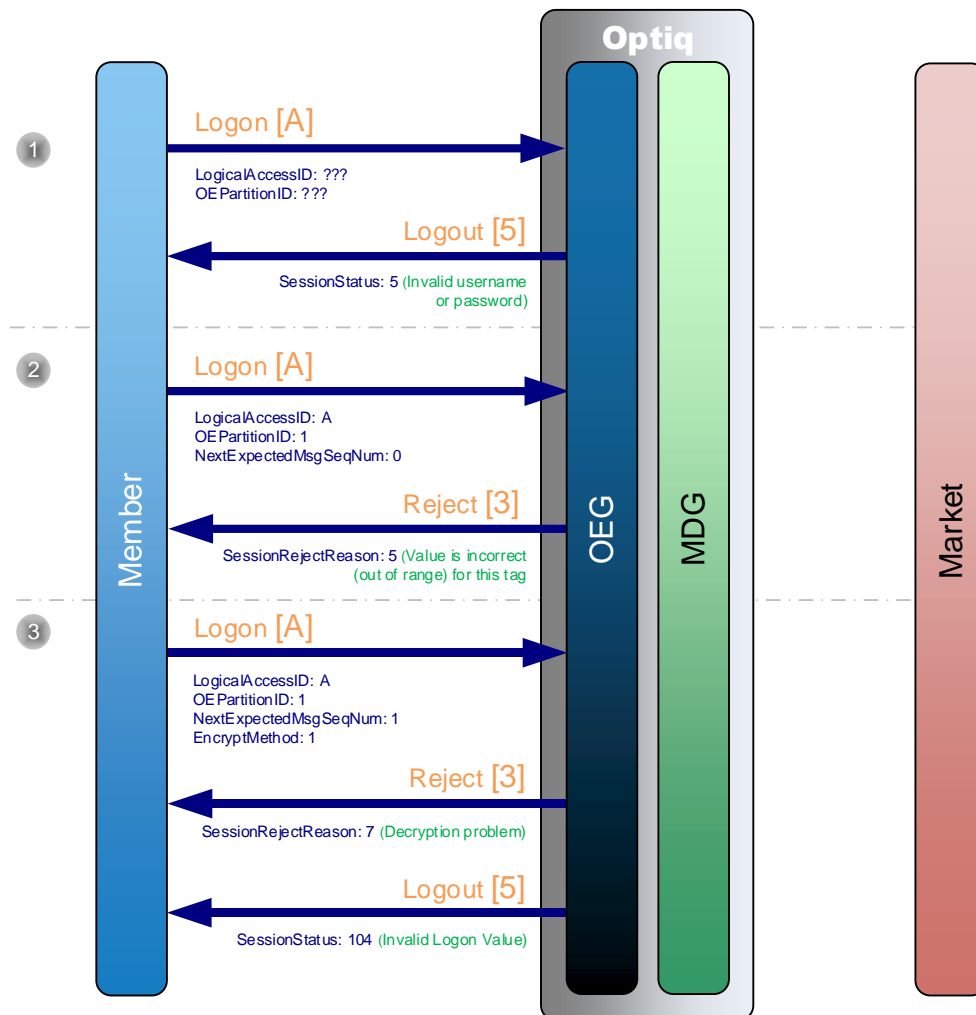 Optiq
1
Logon [A]
LogicalAccessID: ???
OEPartitionID: ???
Logout [5]
SessionStatus: 5 (Invalid username
or password)
2
Logon [A]
LogicalAccessID: A
OEPartitionID: 1
NextExpectedMsgSeqNum: 0
Reject [3]
SessionRejectReason: 5 (Value is incorrect
(out of range) for this tag
3
Logon [A]
LogicalAccessID: A
OEPartitionID: 1
NextExpectedMsgSeqNum: 1
EncryptMethod: 1
Reject [3]
SessionRejectReason: 7 (Decryption problem)
Logout [5]
SessionStatus: 104 (Invalid Logon Value)
Member
OEG
MDG
Market